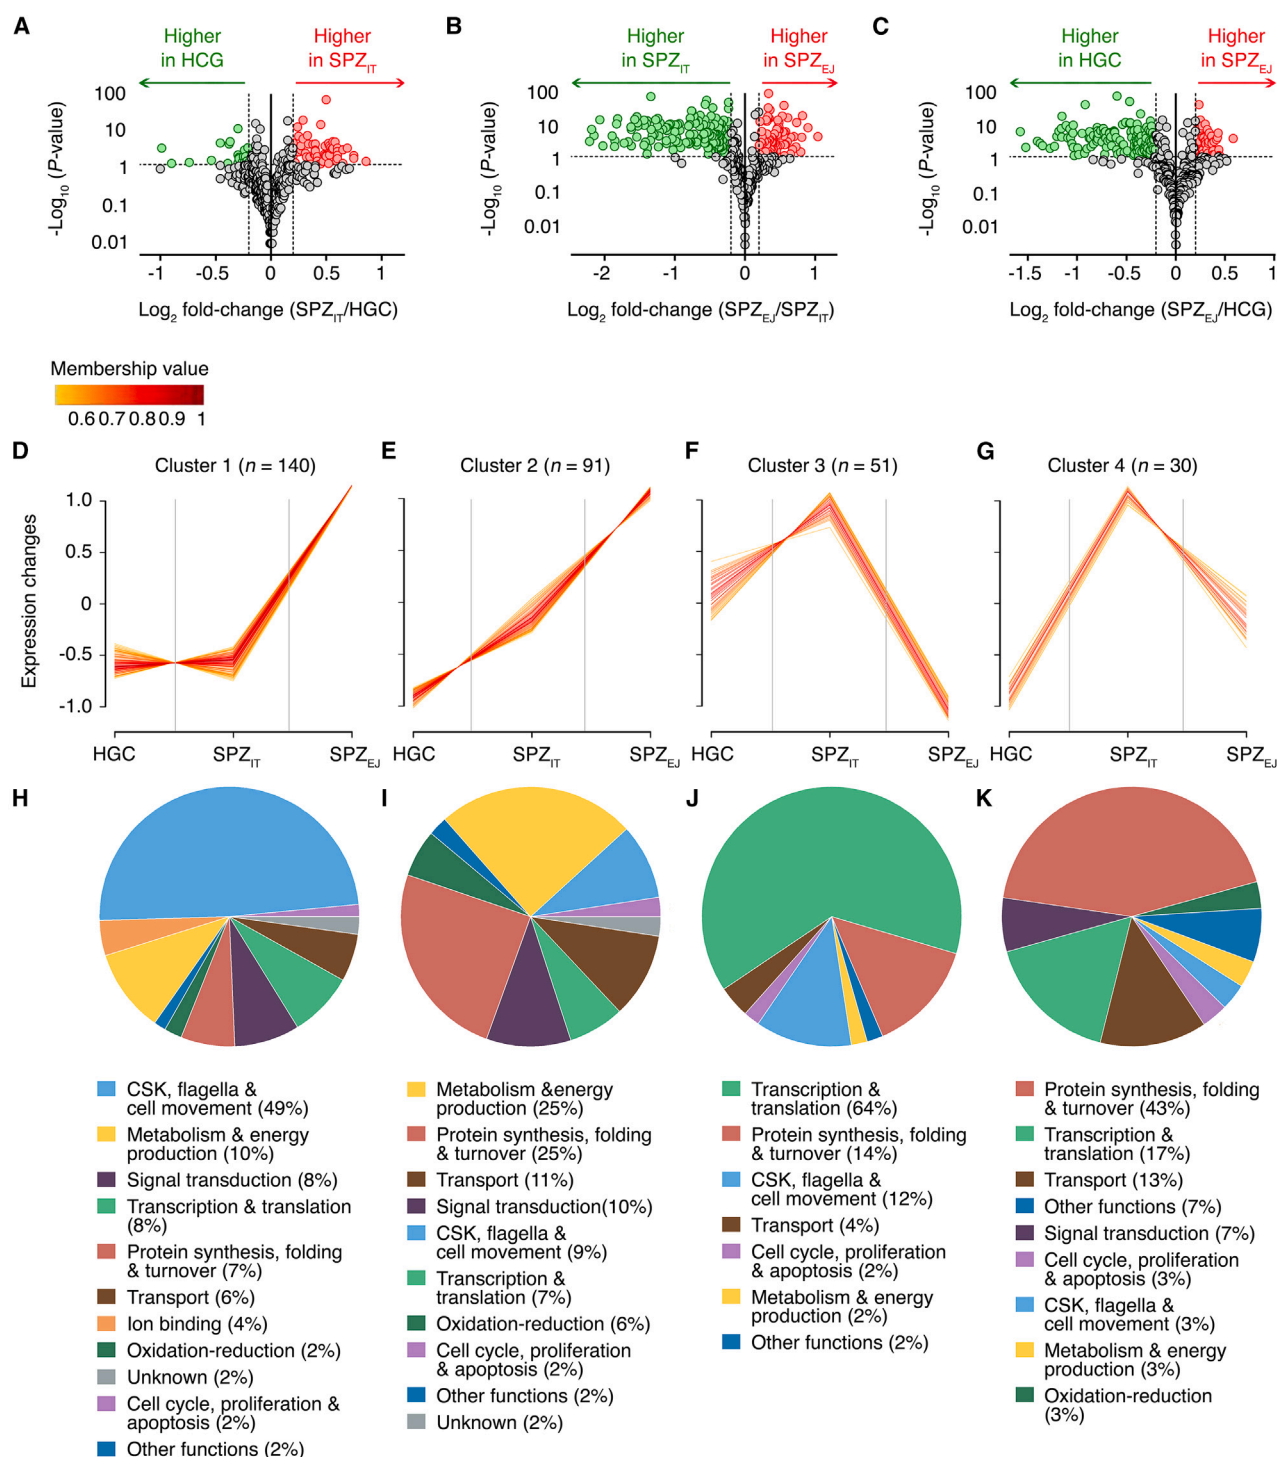 A
Higher
in HCG
Higher
in SPZIT
100
10
1
0.1
0.01
-Log10 (P-value)
-1
-0.5
0
0.5
1
Log2 fold-change (SPZIT/HGC)
B
Higher
in SPZIT
Higher
in SPZEJ
100
10
1
0.1
0.01
-Log10 (P-value)
-2
-1
0
1
Log2 fold-change (SPZEJ/SPZIT)
C
Higher
in HGC
Higher
in SPZEJ
100
10
1
0.1
0.01
-Log10 (P-value)
-1.5
-1
-0.5
0
0.5
1
Log2 fold-change (SPZEJ/HCG)
Membership value
0.6 0.7 0.8 0.9 1
D
Cluster 1 (n = 140)
Expression changes
1.0
0.5
0
-0.5
-1.0
HGC
SPZIT
SPZEJ
E
Cluster 2 (n = 91)
HGC
SPZIT
SPZEJ
F
Cluster 3 (n = 51)
HGC
SPZIT
SPZEJ
G
Cluster 4 (n = 30)
HGC
SPZIT
SPZEJ
H
CSK, flagella &
cell movement (49%)
Metabolism & energy
production (10%)
Signal transduction (8%)
Transcription & translation
(8%)
Protein synthesis, folding
& turnover (7%)
Transport (6%)
Ion binding (4%)
Oxidation-reduction (2%)
Unknown (2%)
Cell cycle, proliferation &
apoptosis (2%)
Other functions (2%)
I
Metabolism &energy
production (25%)
Protein synthesis, folding
& turnover (25%)
Transport (11%)
Signal transduction(10%)
CSK, flagella &
cell movement (9%)
Transcription &
translation (7%)
Oxidation-reduction (6%)
Cell cycle, proliferation
& apoptosis (2%)
Other functions (2%)
Unknown (2%)
J
Transcription &
translation (64%)
Protein synthesis, folding
& turnover (14%)
CSK, flagella &
cell movement (12%)
Transport (4%)
Cell cycle, proliferation
& apoptosis (2%)
Metabolism & energy
production (2%)
Other functions (2%)
K
Protein synthesis, folding
& turnover (43%)
Transcription &
translation (17%)
Transport (13%)
Other functions (7%)
Signal transduction (7%)
Cell cycle, proliferation
& apoptosis (3%)
CSK, flagella &
cell movement (3%)
Metabolism & energy
production (3%)
Oxidation-reduction
(3%)